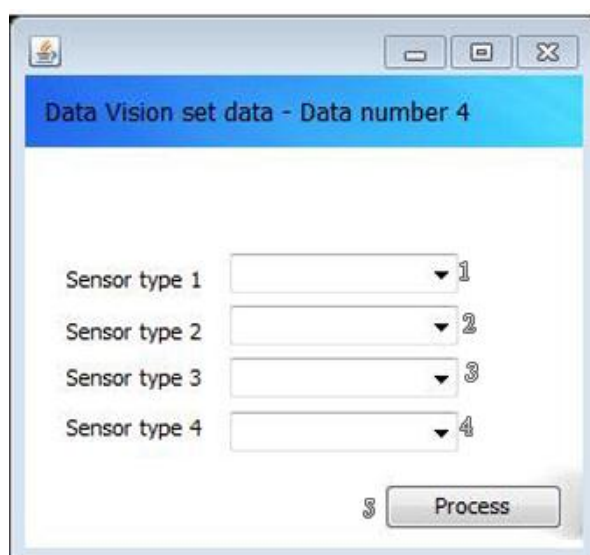 Data Vision set data - Data number 4
Sensor type 1 1
Sensor type 2 2
Sensor type 3 3
Sensor type 4 4
5 Process